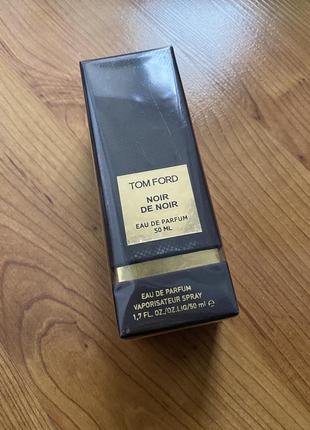 TOM FORD
NOIR
DE NOIR
EAU DE PARFUM
50 ML
EAU DE PARFUM
VAPORISATEUR SPRAY
1,7 FL. OZ./OZ.LIQ/50 ml ℮